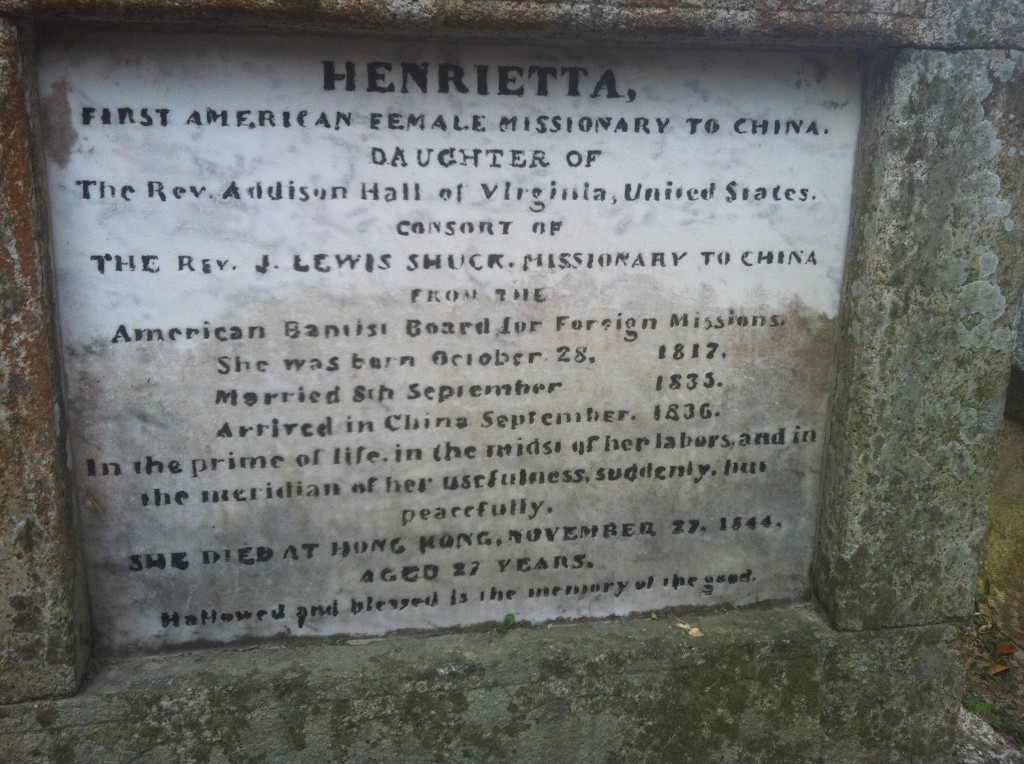 HENRIETTA,
FIRST AMERICAN FEMALE MISSIONARY TO CHINA.
DAUGHTER OF
The Rev. Addison Hall of Virginia, United States.
CONSORT OF
THE REV. J. LEWIS SHUCK. MISSIONARY TO CHINA
FROM THE
American Baptist Board for Foreign Missions.
She was born October 28. 1817.
Married 8th September 1835.
Arrived in China September. 1836.
In the prime of life, in the midst of her labors, and in
the meridian of her usefulness, suddenly, but
peacefully,
SHE DIED AT HONG KONG, NOVEMBER 27. 1844.
AGED 27 YEARS.
Hallowed and blessed is the memory of the good.